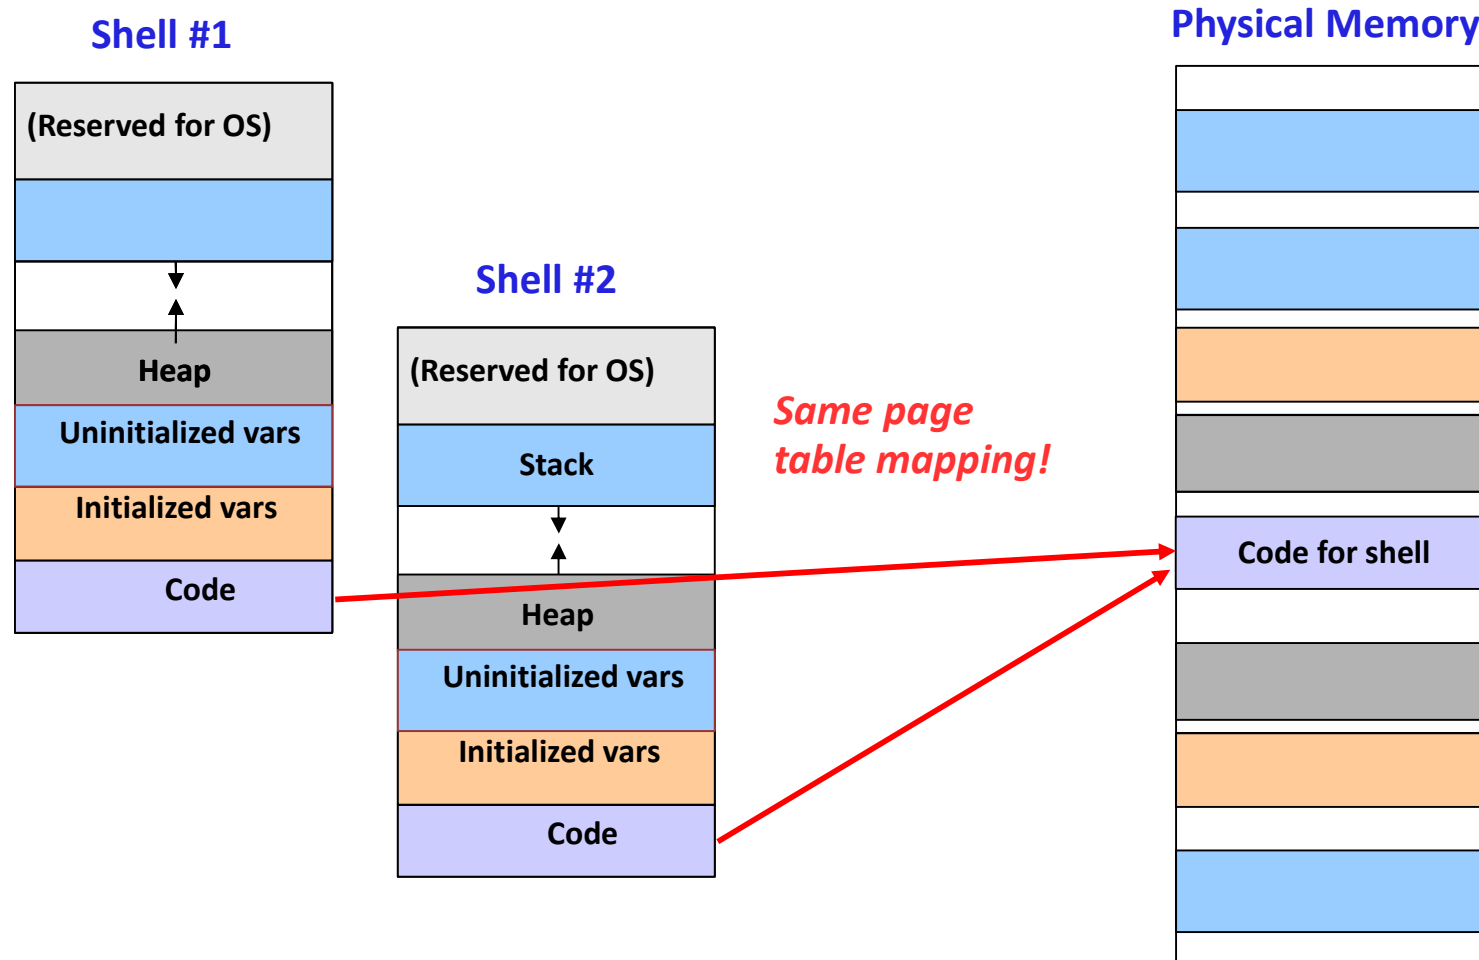 Shell #1
(Reserved for OS)
Heap
Uninitialized vars
Initialized vars
Code
Shell #2
(Reserved for OS)
Stack
Heap
Uninitialized vars
Initialized vars
Code
Same page
table mapping!
Physical Memory
Code for shell